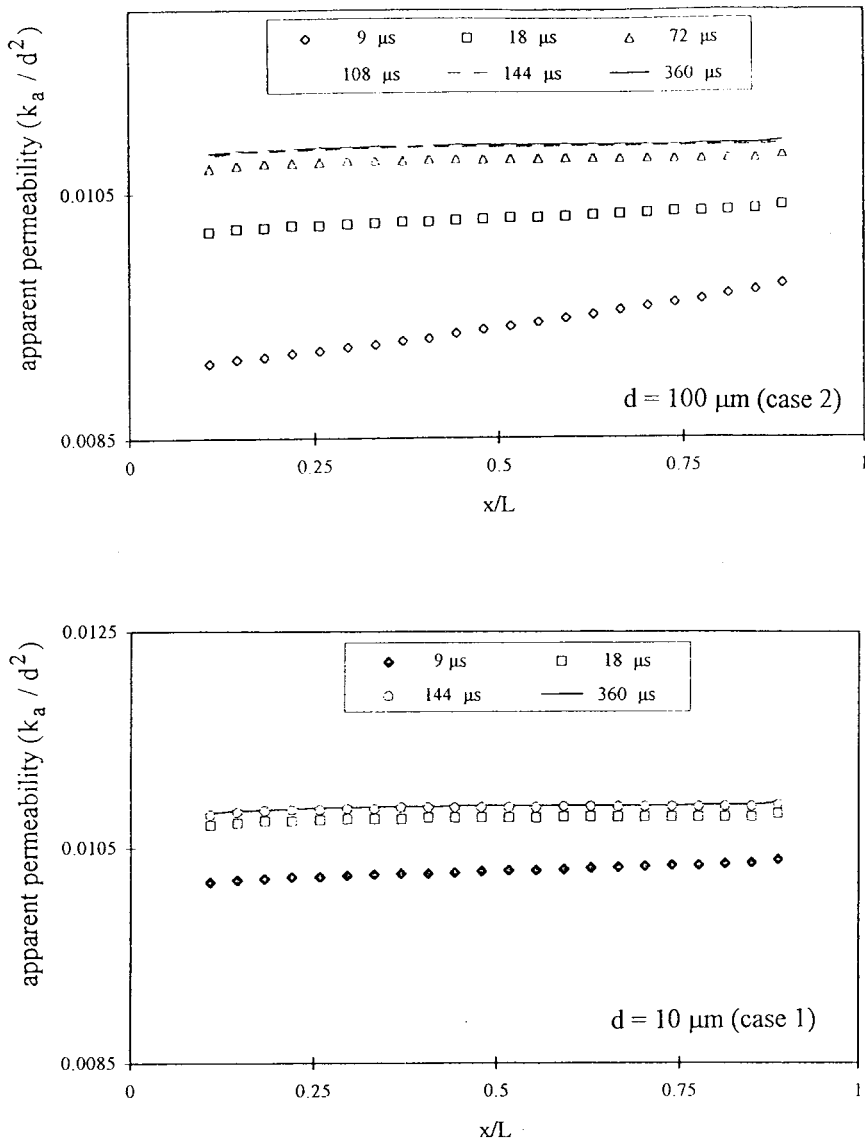 9 μs 18 μs 72 μs
108 μs 144 μs 360 μs
apparent permeability (k_a / d^2)
0.0105
0.0085
d = 100 μm (case 2)
0 0.25 0.5 0.75 1
x/L
0.0125
9 μs 18 μs
144 μs 360 μs
apparent permeability (k_a / d^2)
0.0105
0.0085
d = 10 μm (case 1)
0 0.25 0.5 0.75 1
x/L